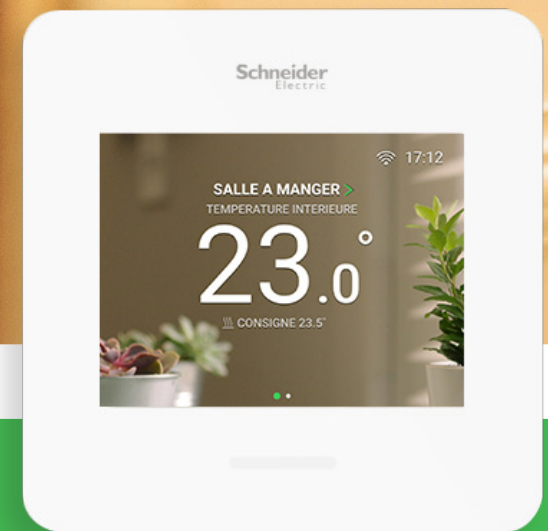 Schneider
Electric
17:12
SALLE A MANGER >
TEMPERATURE INTERIEURE
23.0°
CONSIGNE 23.5°